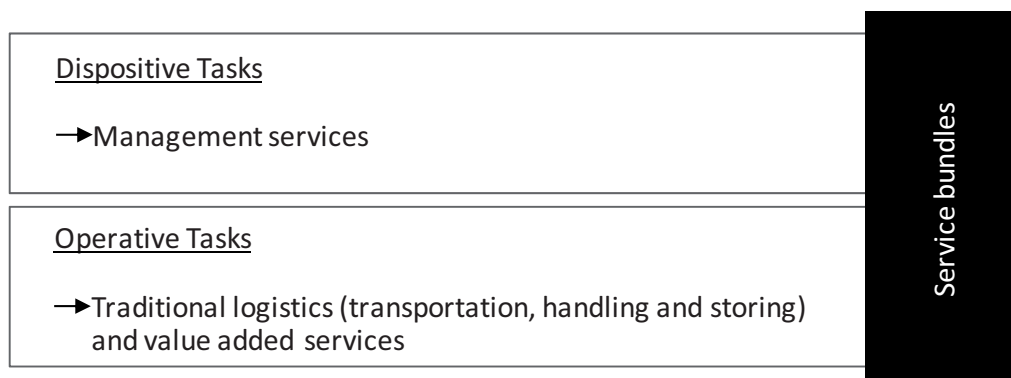 Dispositive Tasks
→Management services
Operative Tasks
→Traditional logistics (transportation, handling and storing)
and value added services
Service bundles